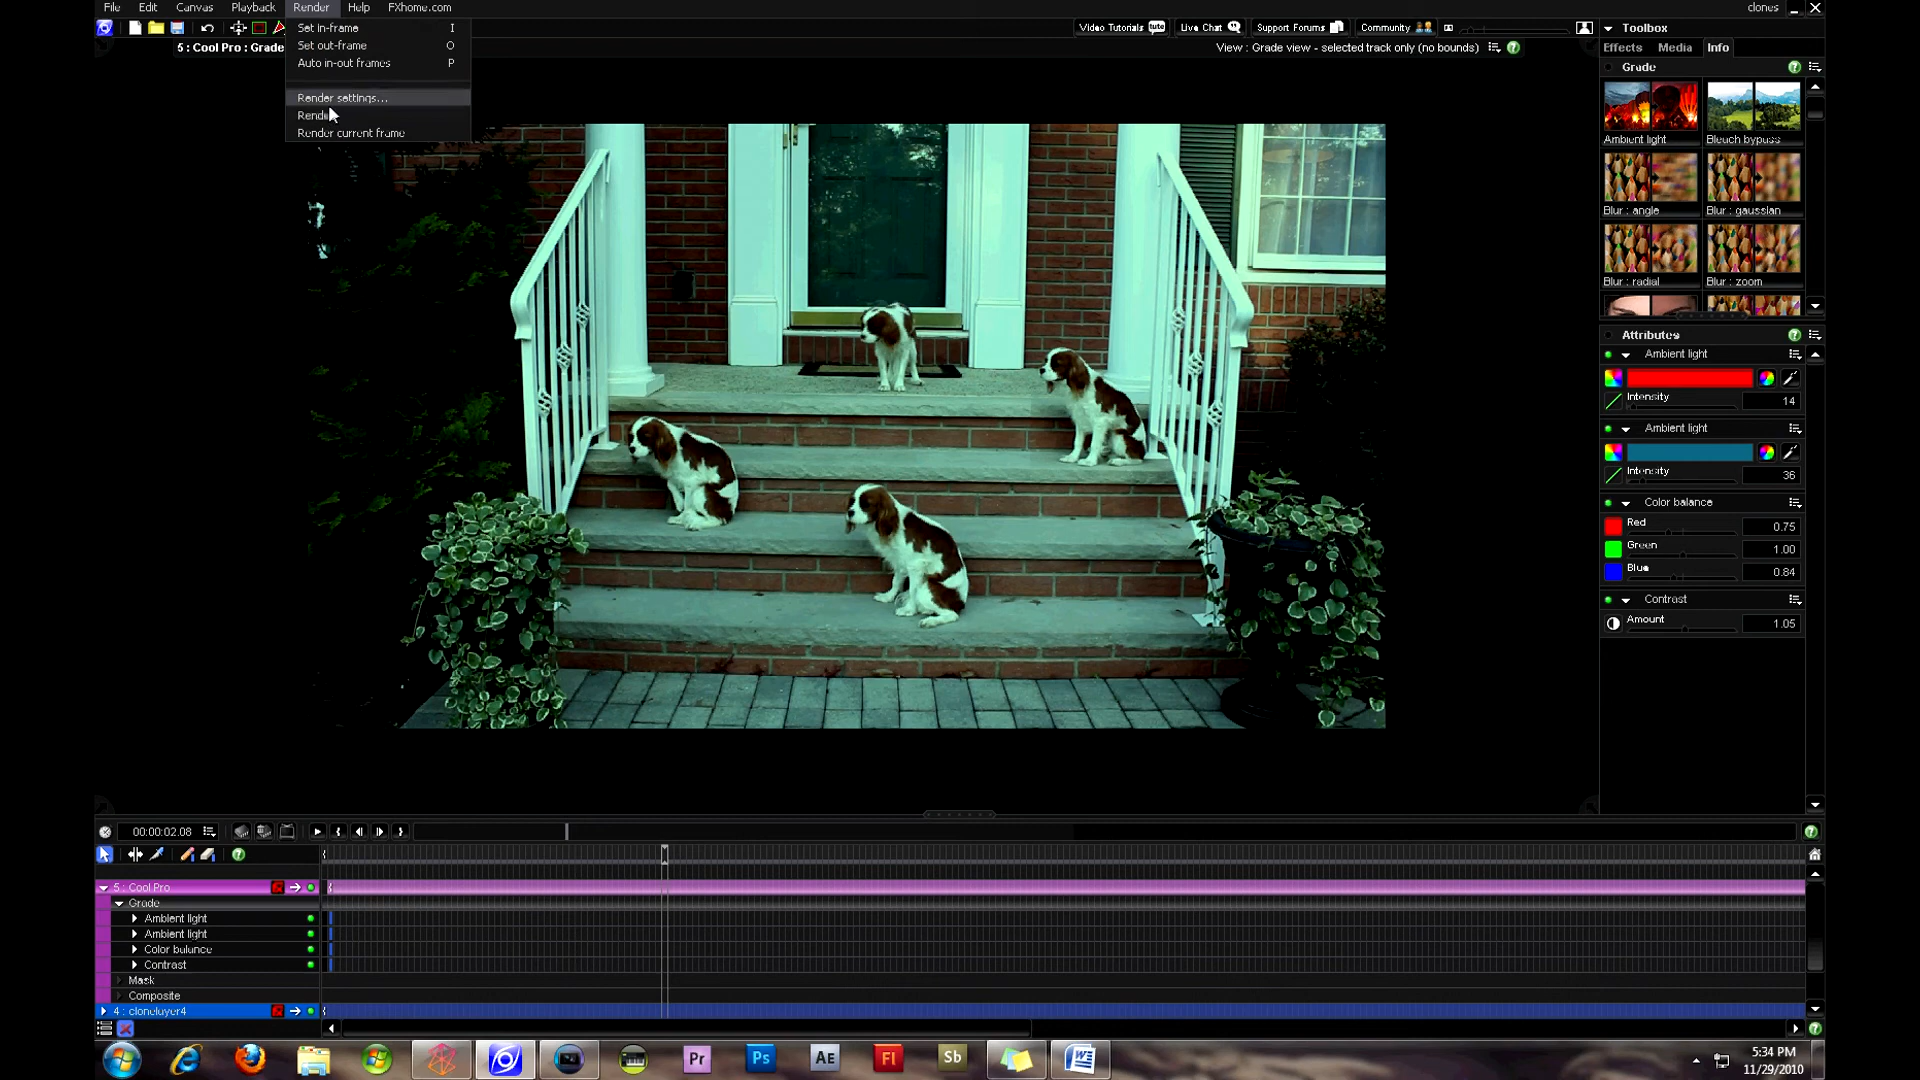 File Edit Canvas Playback Render Help FXhome.com clones
Set in-frame I
Set out-frame O
Auto in-out frames P
Render settings...
Render
Render current frame
Video Tutorials tute Live Chat Support Forums Community
5 : Cool Pro : Grade
View : Grade view - selected track only (no bounds)
Toolbox
Effects Media Info
Grade
Ambient light Bleach bypass
Blur : angle Blur : gaussian
Blur : radial Blur : zoom
Attributes
Ambient light
Intensity 14
Ambient light
Intensity 36
Color balance
Red 0.75
Green 1.00
Blue 0.84
Contrast
Amount 1.05
00:00:02.08
5 : Cool Pro
Grade
Ambient light
Ambient light
Color balance
Contrast
Mask
Composite
4 : clonelayer4
Pr Ps Ae Fl Sb
5:34 PM
11/29/2010